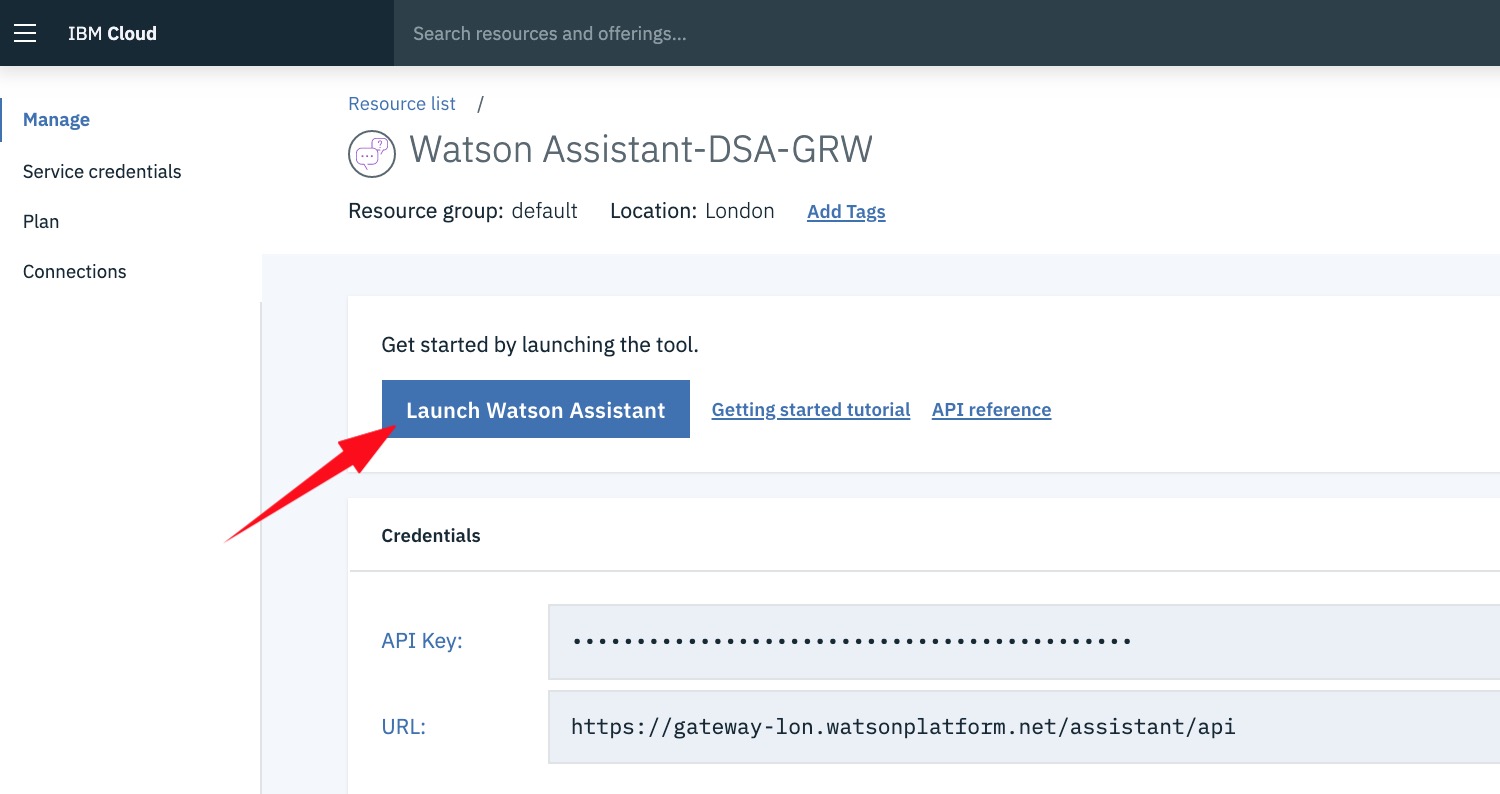 IBM Cloud
Search resources and offerings...
Manage
Service credentials
Plan
Connections
Resource list /
Watson Assistant-DSA-GRW
Resource group: default Location: London Add Tags
Get started by launching the tool.
Launch Watson Assistant Getting started tutorial API reference
Credentials
API Key: ••••••••••••••••••••••••••••••••••••••••••••
URL: https://gateway-lon.watsonplatform.net/assistant/api